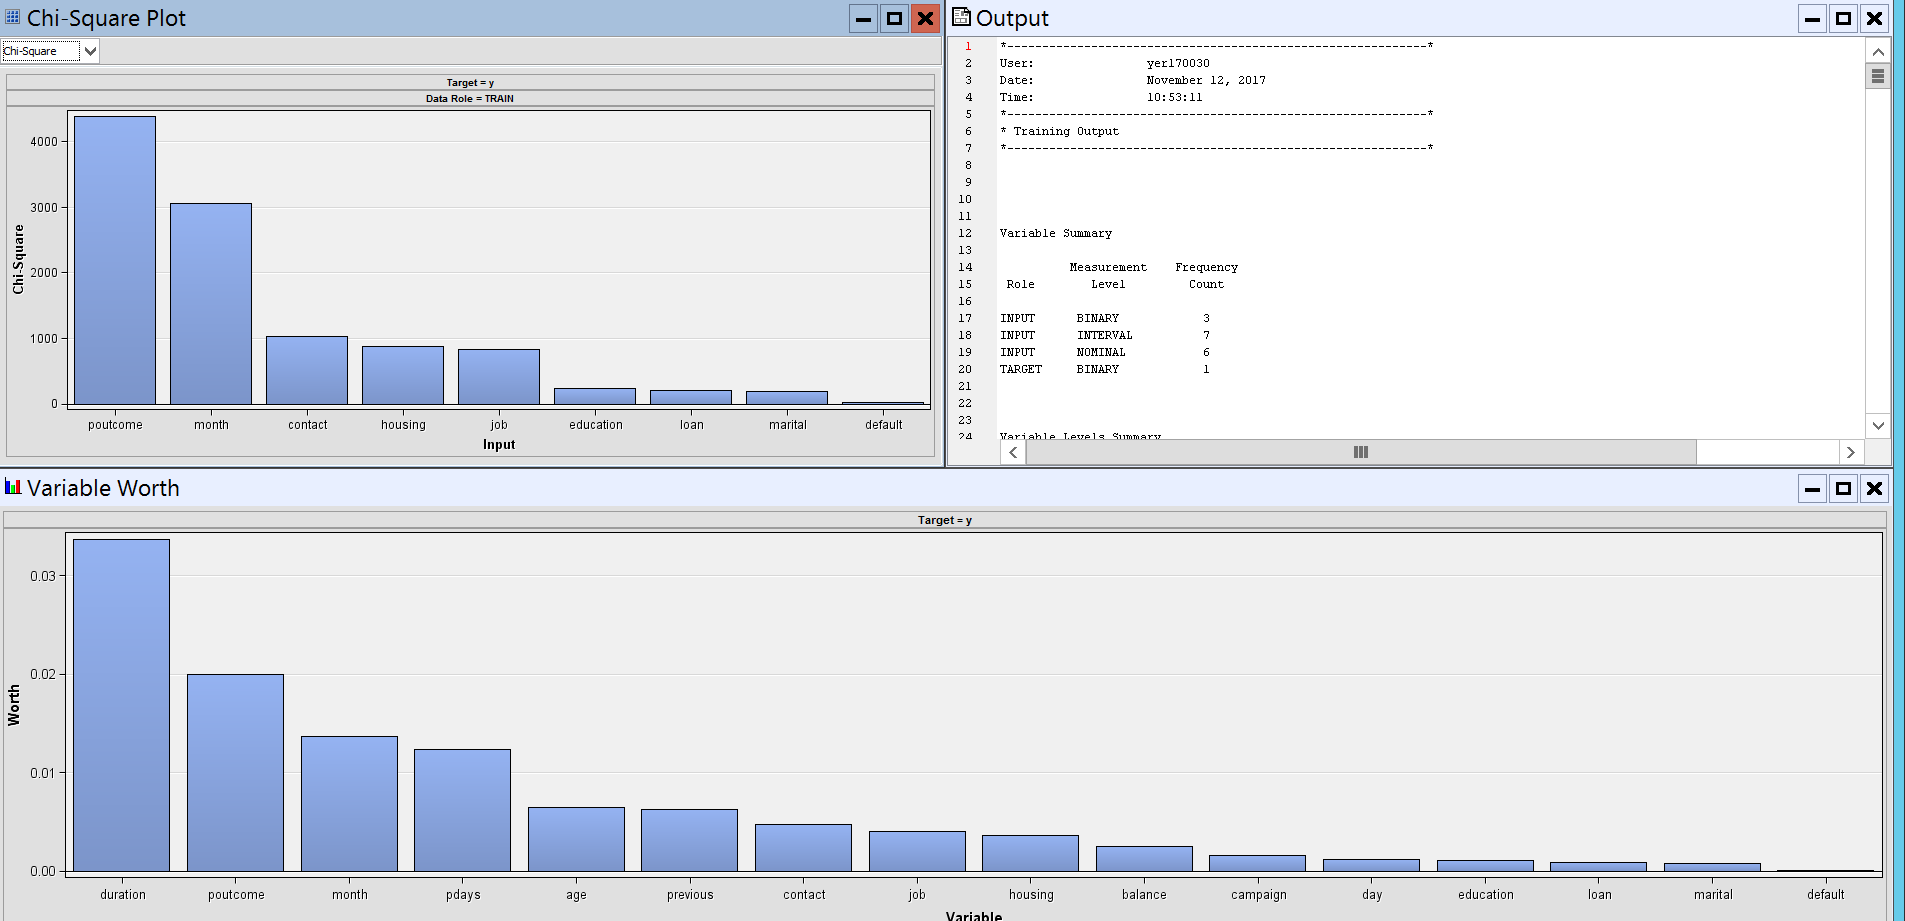 Chi-Square Plot
Chi-Square
Target = y
Data Role = TRAIN
4000
3000
2000
1000
0
Chi-Square
poutcome month contact housing job education loan marital default
Input
Output
1 *------------------------------------------------------------*
2 User: yer170030
3 Date: November 12, 2017
4 Time: 10:53:11
5 *------------------------------------------------------------*
6 * Training Output
7 *------------------------------------------------------------*
8
9
10
11
12 Variable Summary
13
14 Measurement Frequency
15 Role Level Count
16
17 INPUT BINARY 3
18 INPUT INTERVAL 7
19 INPUT NOMINAL 6
20 TARGET BINARY 1
21
22
23
24 Variable Levels Summary
Variable Worth
Target = y
0.03
0.02
0.01
0.00
Worth
duration poutcome month pdays age previous contact job housing balance campaign day education loan marital default
Variable